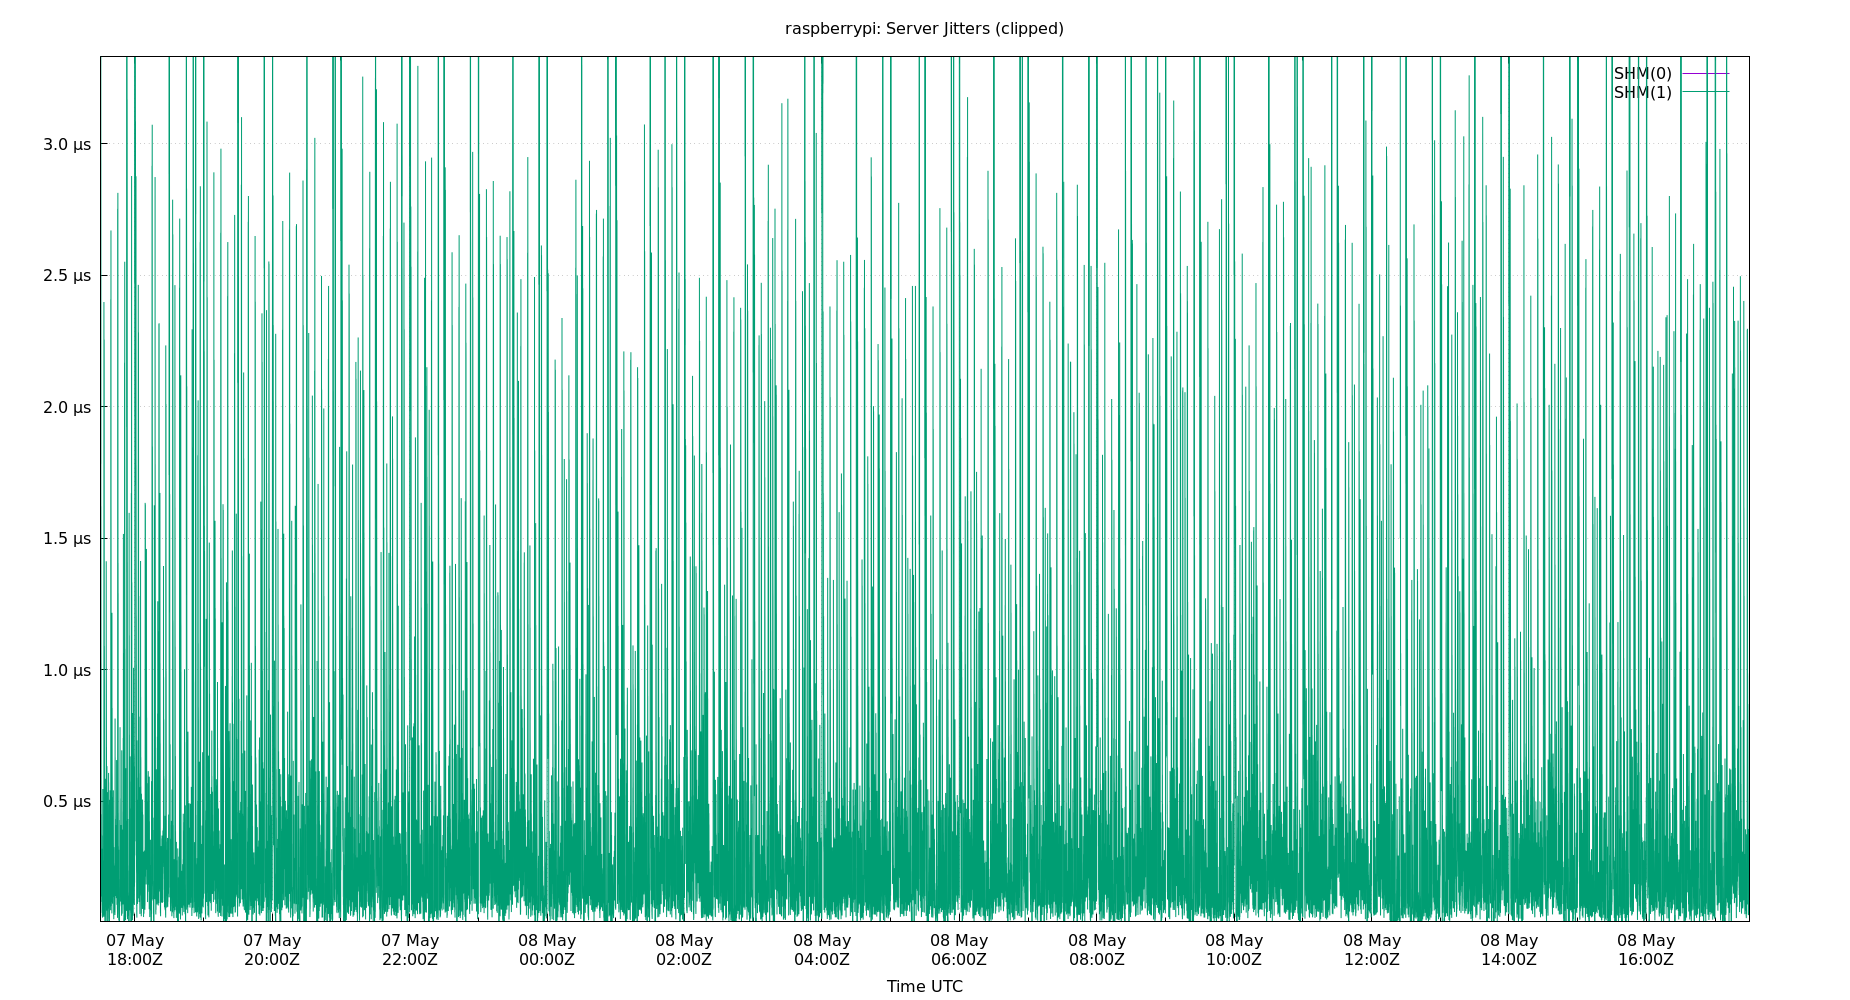 raspberrypi: Server Jitters (clipped)
SHM(0)
SHM(1)
3.0 µs
2.5 µs
2.0 µs
1.5 µs
1.0 µs
0.5 µs
07 May 07 May 07 May 08 May 08 May 08 May 08 May 08 May 08 May 08 May 08 May 08 May
18:00Z 20:00Z 22:00Z 00:00Z 02:00Z 04:00Z 06:00Z 08:00Z 10:00Z 12:00Z 14:00Z 16:00Z
Time UTC